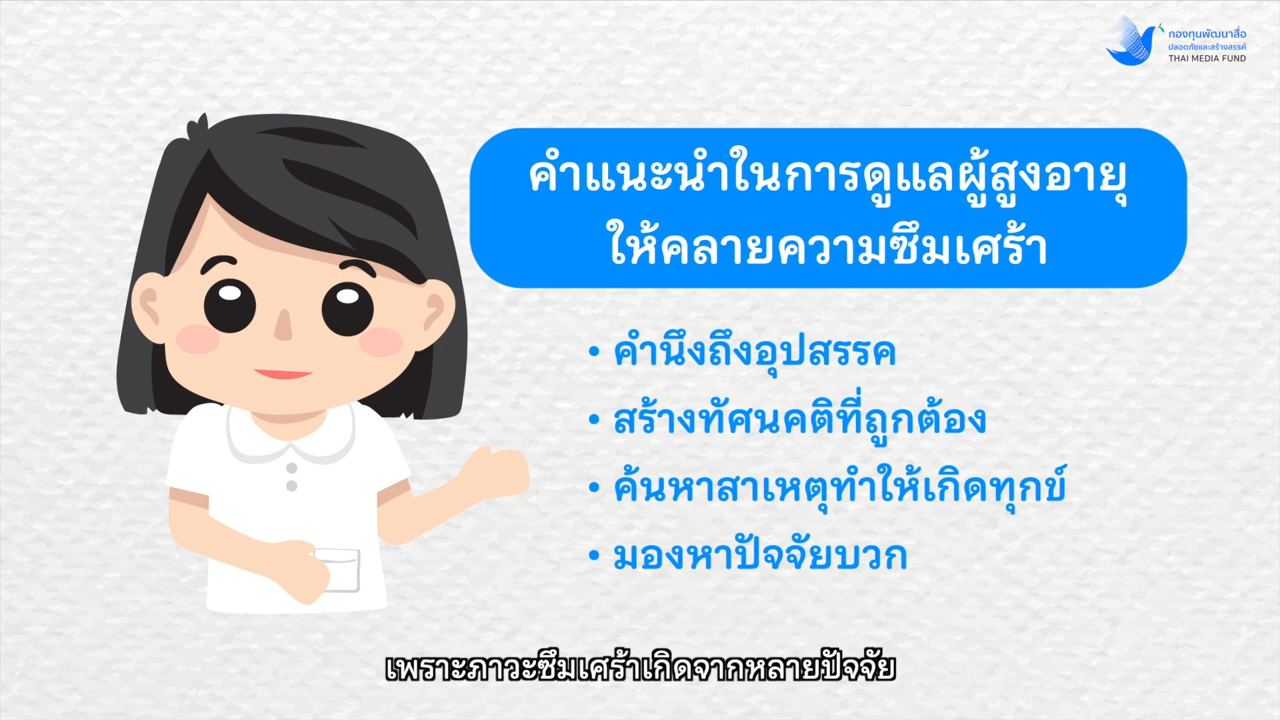 กองทุนพัฒนาสื่อ
ปลอดภัยและสร้างสรรค์
THAI MEDIA FUND
คำแนะนำในการดูแลผู้สูงอายุ
ให้คลายความซึมเศร้า
• คำนึงถึงอุปสรรค
• สร้างทัศนคติที่ถูกต้อง
• ค้นหาสาเหตุทำให้เกิดทุกข์
• มองหาปัจจัยบวก
เพราะภาวะซึมเศร้าเกิดจากหลายปัจจัย